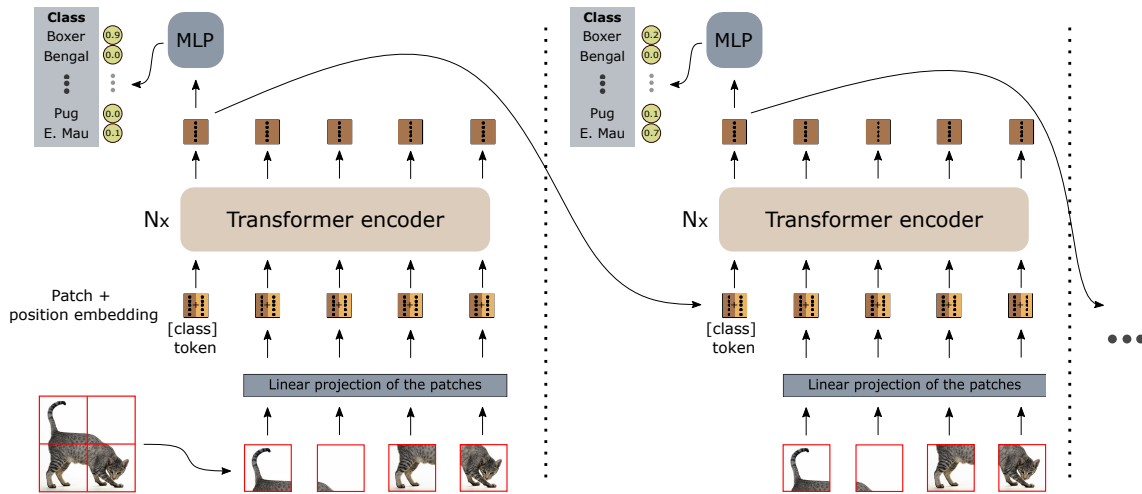 Class
Boxer 0.9
Bengal 0.0
Pug 0.0
E. Mau 0.1
MLP
Nx
Transformer encoder
Patch +
position embedding
[class]
token
Linear projection of the patches
Class
Boxer 0.2
Bengal 0.0
Pug 0.1
E. Mau 0.7
MLP
Nx
Transformer encoder
[class]
token
Linear projection of the patches